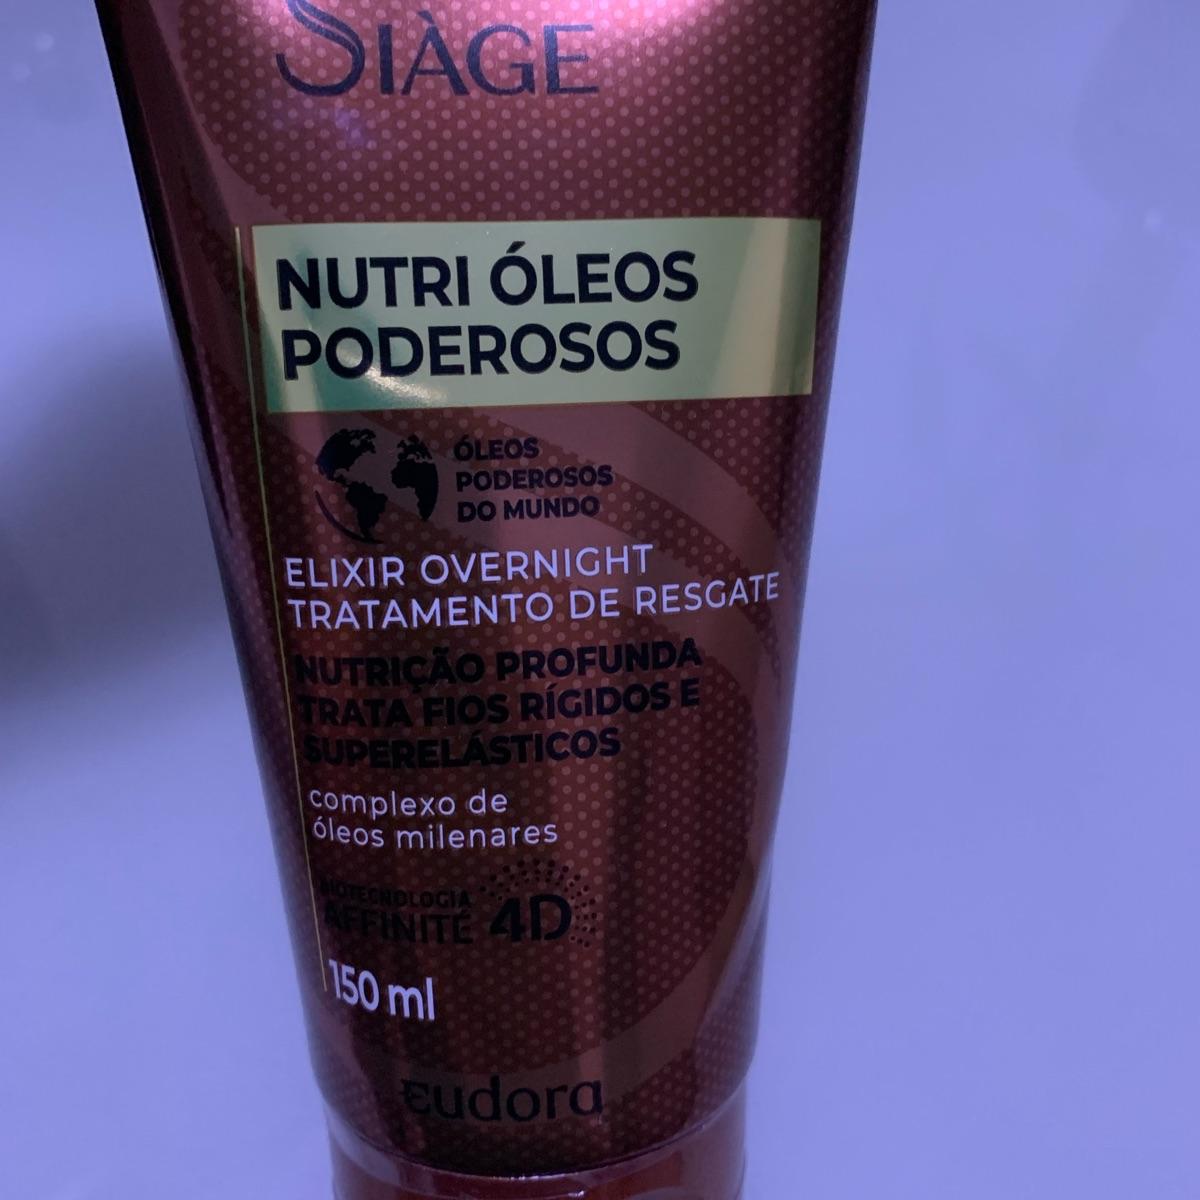 SIÀGE
NUTRI ÓLEOS
PODEROSOS
ÓLEOS
PODEROSOS
DO MUNDO
ELIXIR OVERNIGHT
TRATAMENTO DE RESGATE
NUTRIÇÃO PROFUNDA
TRATA FIOS RÍGIDOS E
SUPERELÁSTICOS
complexo de
óleos milenares
BIOTECNOLOGIA
AFFINITÉ 4D
150 ml
eudora